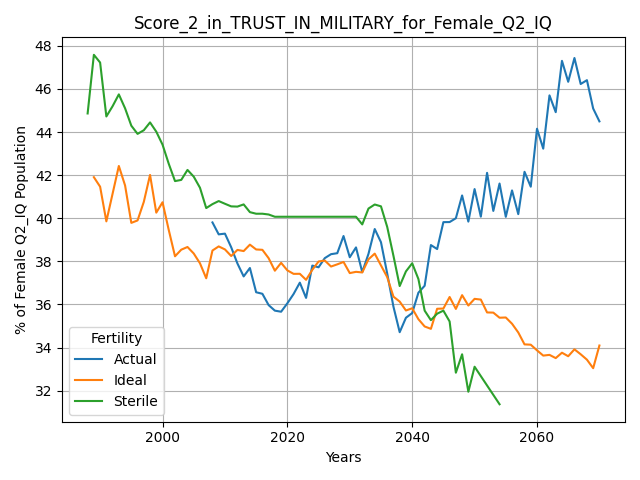 Score_2_in_TRUST_IN_MILITARY_for_Female_Q2_IQ
% of Female Q2_IQ Population
48
46
44
42
40
38
36
34
32
Fertility
Actual
Ideal
Sterile
2000 2020 2040 2060
Years